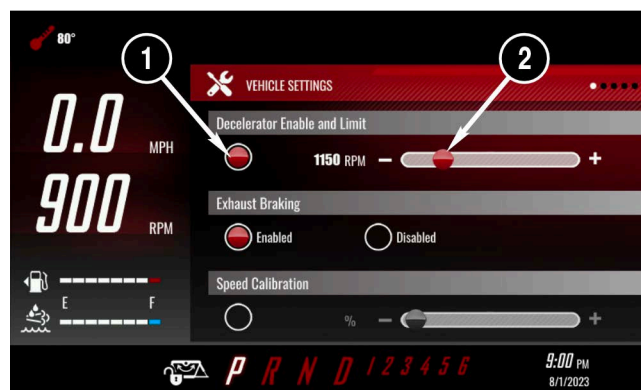 80°
1
2
VEHICLE SETTINGS
Decelerator Enable and Limit
0.0 MPH
1150 RPM - +
900 RPM
Exhaust Braking
Enabled Disabled
Speed Calibration
E F
% - +
P R N D 1 2 3 4 5 6
9:00 PM
8/1/2023